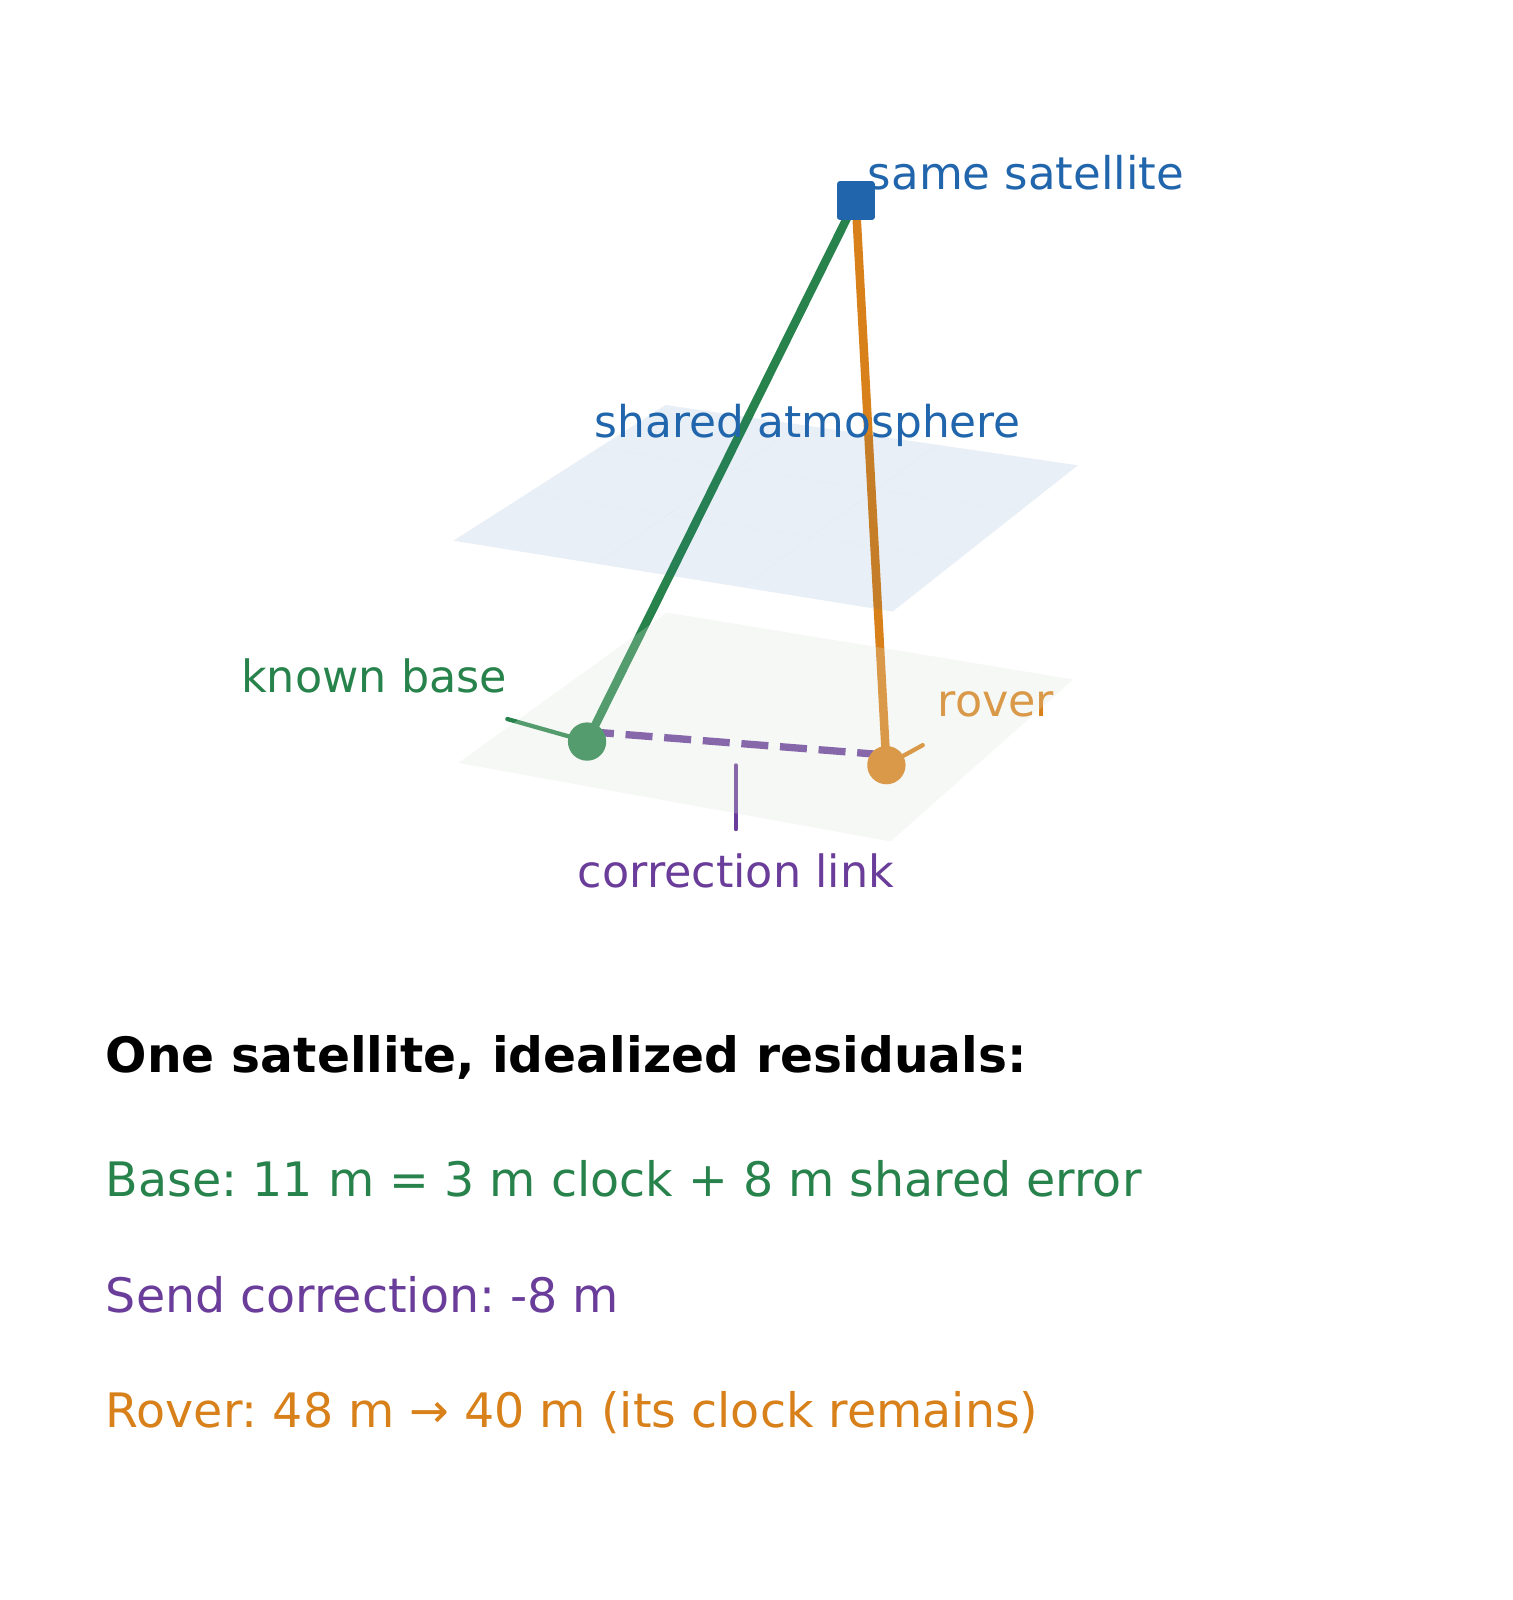 same satellite
shared atmosphere
known base
rover
correction link
One satellite, idealized residuals:
Base: 11 m = 3 m clock + 8 m shared error
Send correction: -8 m
Rover: 48 m → 40 m (its clock remains)